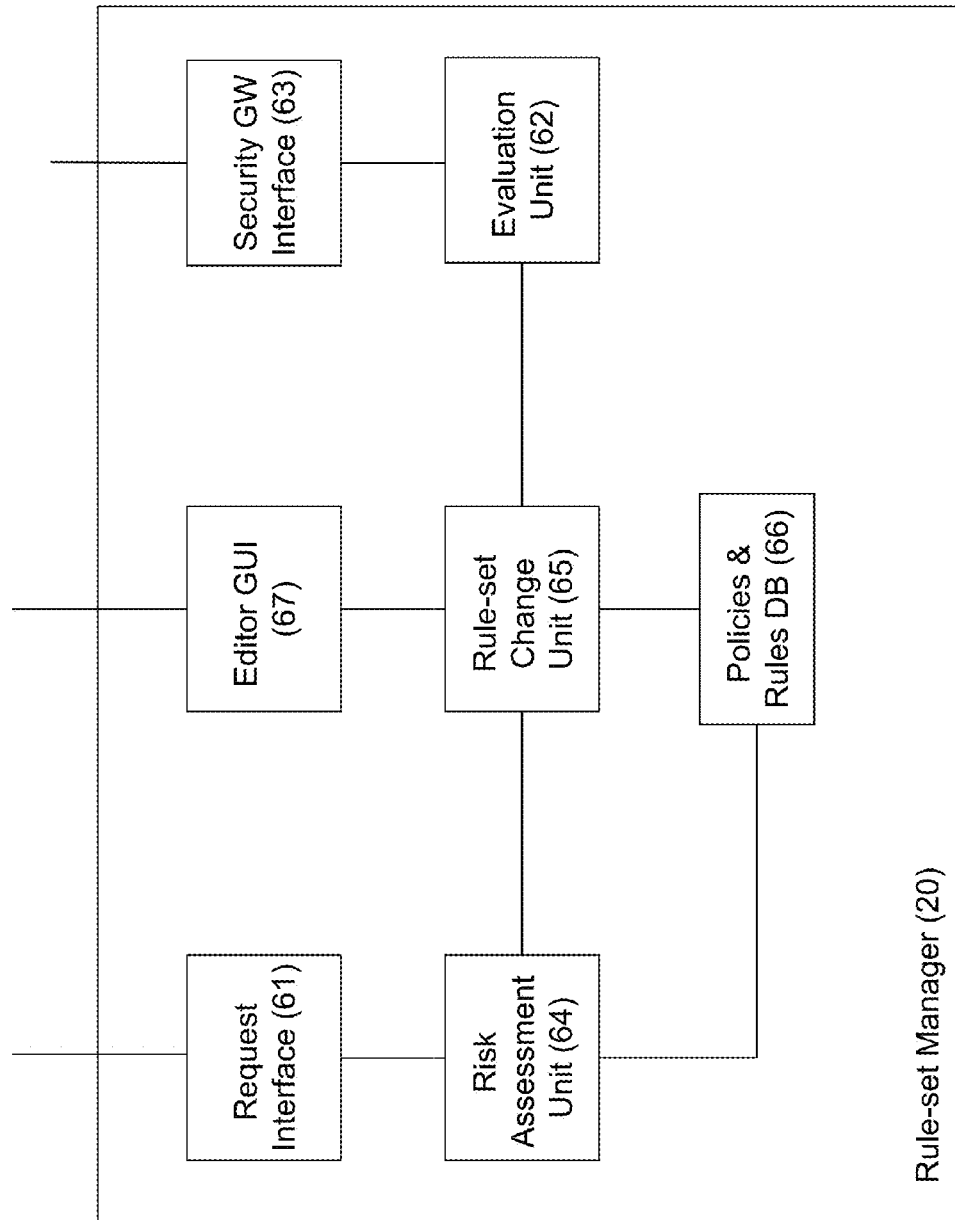 Request
Interface (61)
Editor GUI
(67)
Security GW
Interface (63)
Risk
Assessment
Unit (64)
Rule-set
Change
Unit (65)
Evaluation
Unit (62)
Policies &
Rules DB (66)
Rule-set Manager (20)